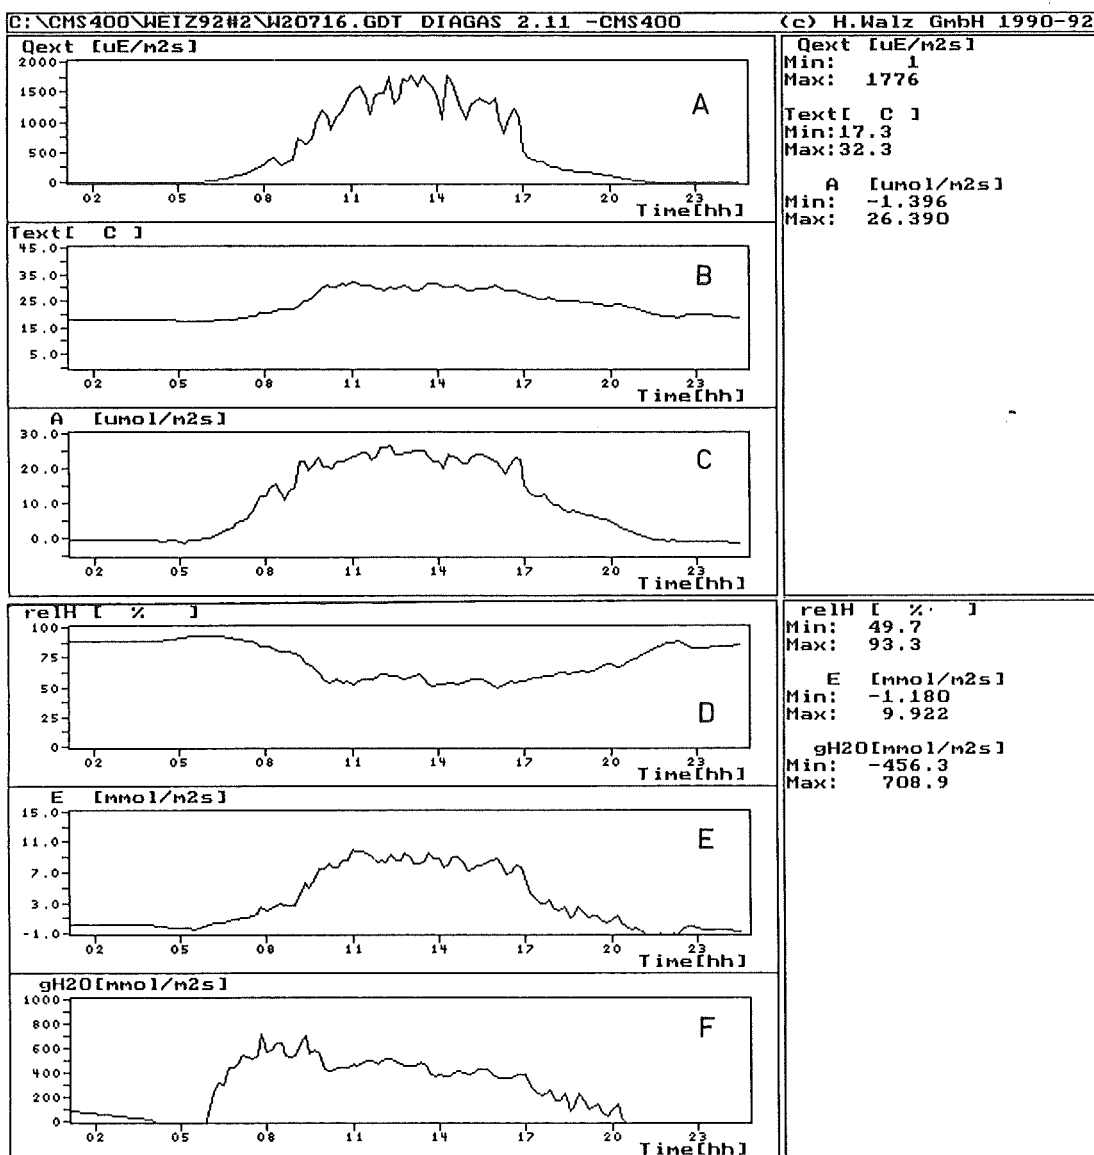 C:\CMS400\WEIZ92#2\W20716.GDT DIAGAS 2.11 -CMS400 (c) H.Walz GmbH 1990-92
Qext [uE/m2s]
2000
1500
1000
500
0
A
02 05 08 11 14 17 20 23
Time[hh]
Text[ C ]
45.0
35.0
25.0
15.0
5.0
B
02 05 08 11 14 17 20 23
Time[hh]
A [umol/m2s]
30.0
20.0
10.0
0.0
C
02 05 08 11 14 17 20 23
Time[hh]
Qext [uE/m2s]
Min: 1
Max: 1776
Text[ C ]
Min:17.3
Max:32.3
A [umol/m2s]
Min: -1.396
Max: 26.390
relH [ % ]
100
75
50
25
0
D
02 05 08 11 14 17 20 23
Time[hh]
E [mmol/m2s]
15.0
11.0
7.0
3.0
-1.0
E
02 05 08 11 14 17 20 23
Time[hh]
gH2O[mmol/m2s]
1000
800
600
400
200
0
F
02 05 08 11 14 17 20 23
Time[hh]
relH [ % ]
Min: 49.7
Max: 93.3
E [mmol/m2s]
Min: -1.180
Max: 9.922
gH2O[mmol/m2s]
Min: -456.3
Max: 708.9